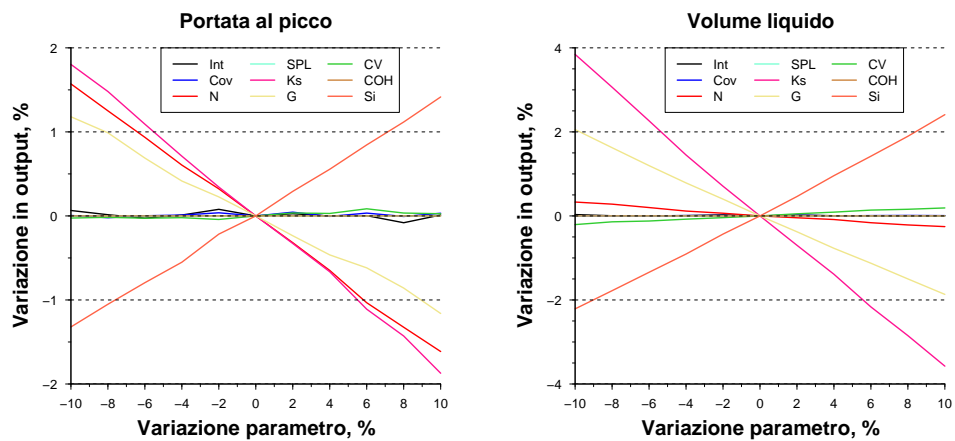 Portata al picco
Variazione in output, %
2
1
0
−1
−2
Int SPL CV
Cov Ks COH
N G Si
−10 −8 −6 −4 −2 0 2 4 6 8 10
Variazione parametro, %
Volume liquido
Variazione in output, %
4
2
0
−2
−4
Int SPL CV
Cov Ks COH
N G Si
−10 −8 −6 −4 −2 0 2 4 6 8 10
Variazione parametro, %